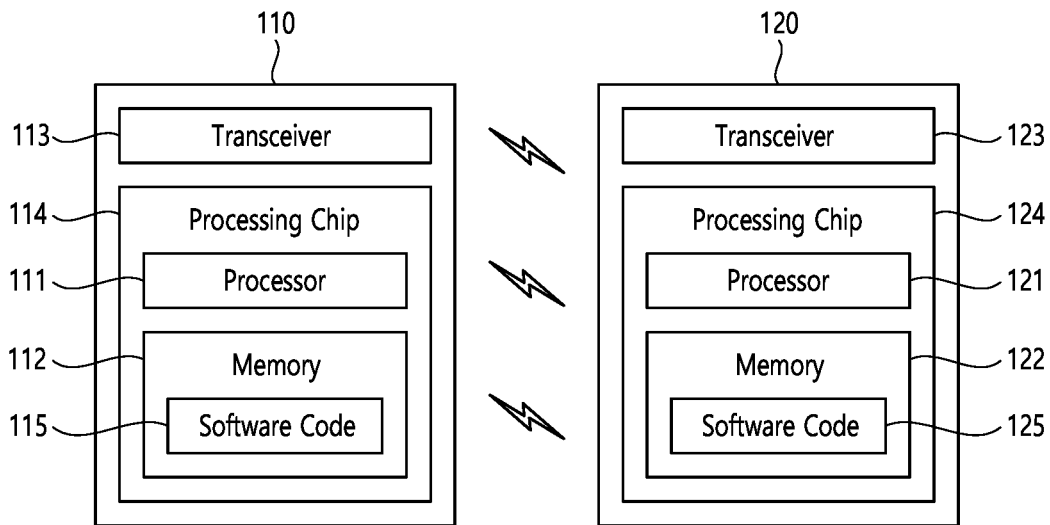 110
120
113
Transceiver
Transceiver
123
114
Processing Chip
Processing Chip
124
111
Processor
Processor
121
112
Memory
Memory
122
115
Software Code
Software Code
125